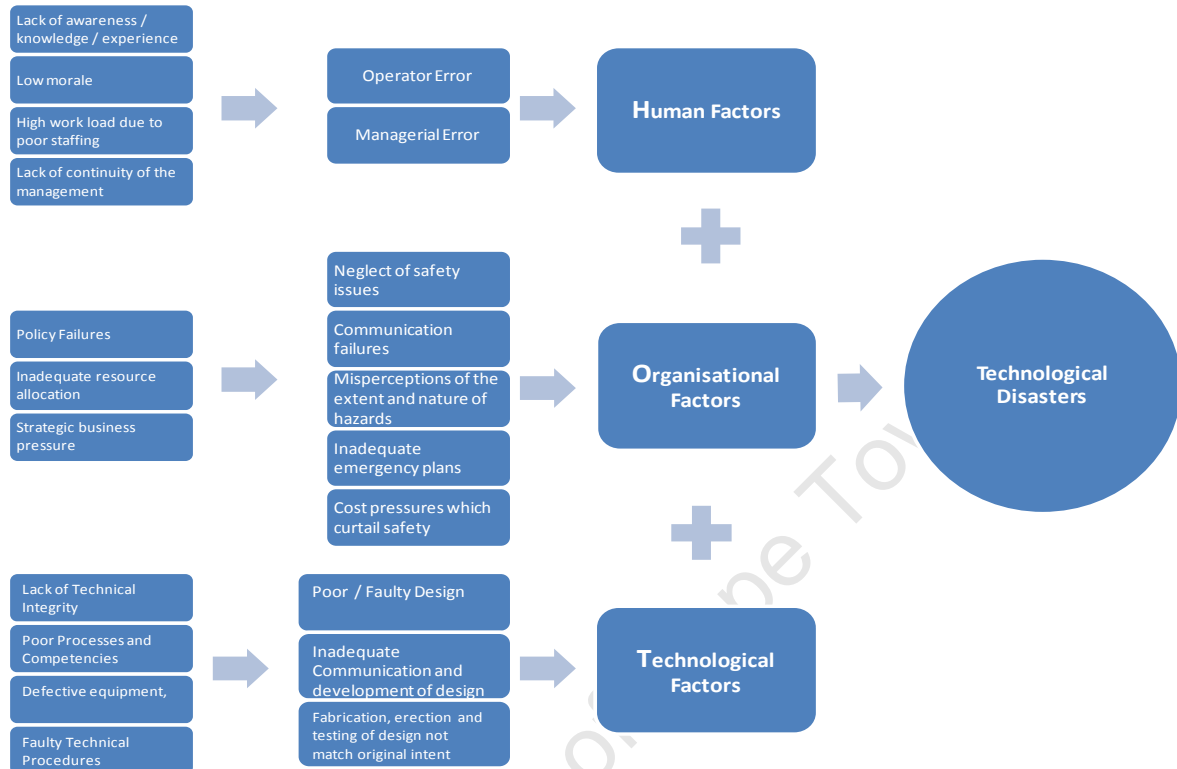 Lack of awareness /
knowledge / experience
Low morale
High work load due to
poor staffing
Lack of continuity of the
management
Operator Error
Managerial Error
Human Factors
Policy Failures
Inadequate resource
allocation
Strategic business
pressure
Neglect of safety
issues
Communication
failures
Misperceptions of the
extent and nature of
hazards
Inadequate
emergency plans
Cost pressures which
curtail safety
Organisational
Factors
Technological
Disasters
Lack of Technical
Integrity
Poor Processes and
Competencies
Defective equipment,
Faulty Technical
Procedures
Poor / Faulty Design
Inadequate
Communication and
development of design
Fabrication, erection and
testing of design not
match original intent
Technological
Factors